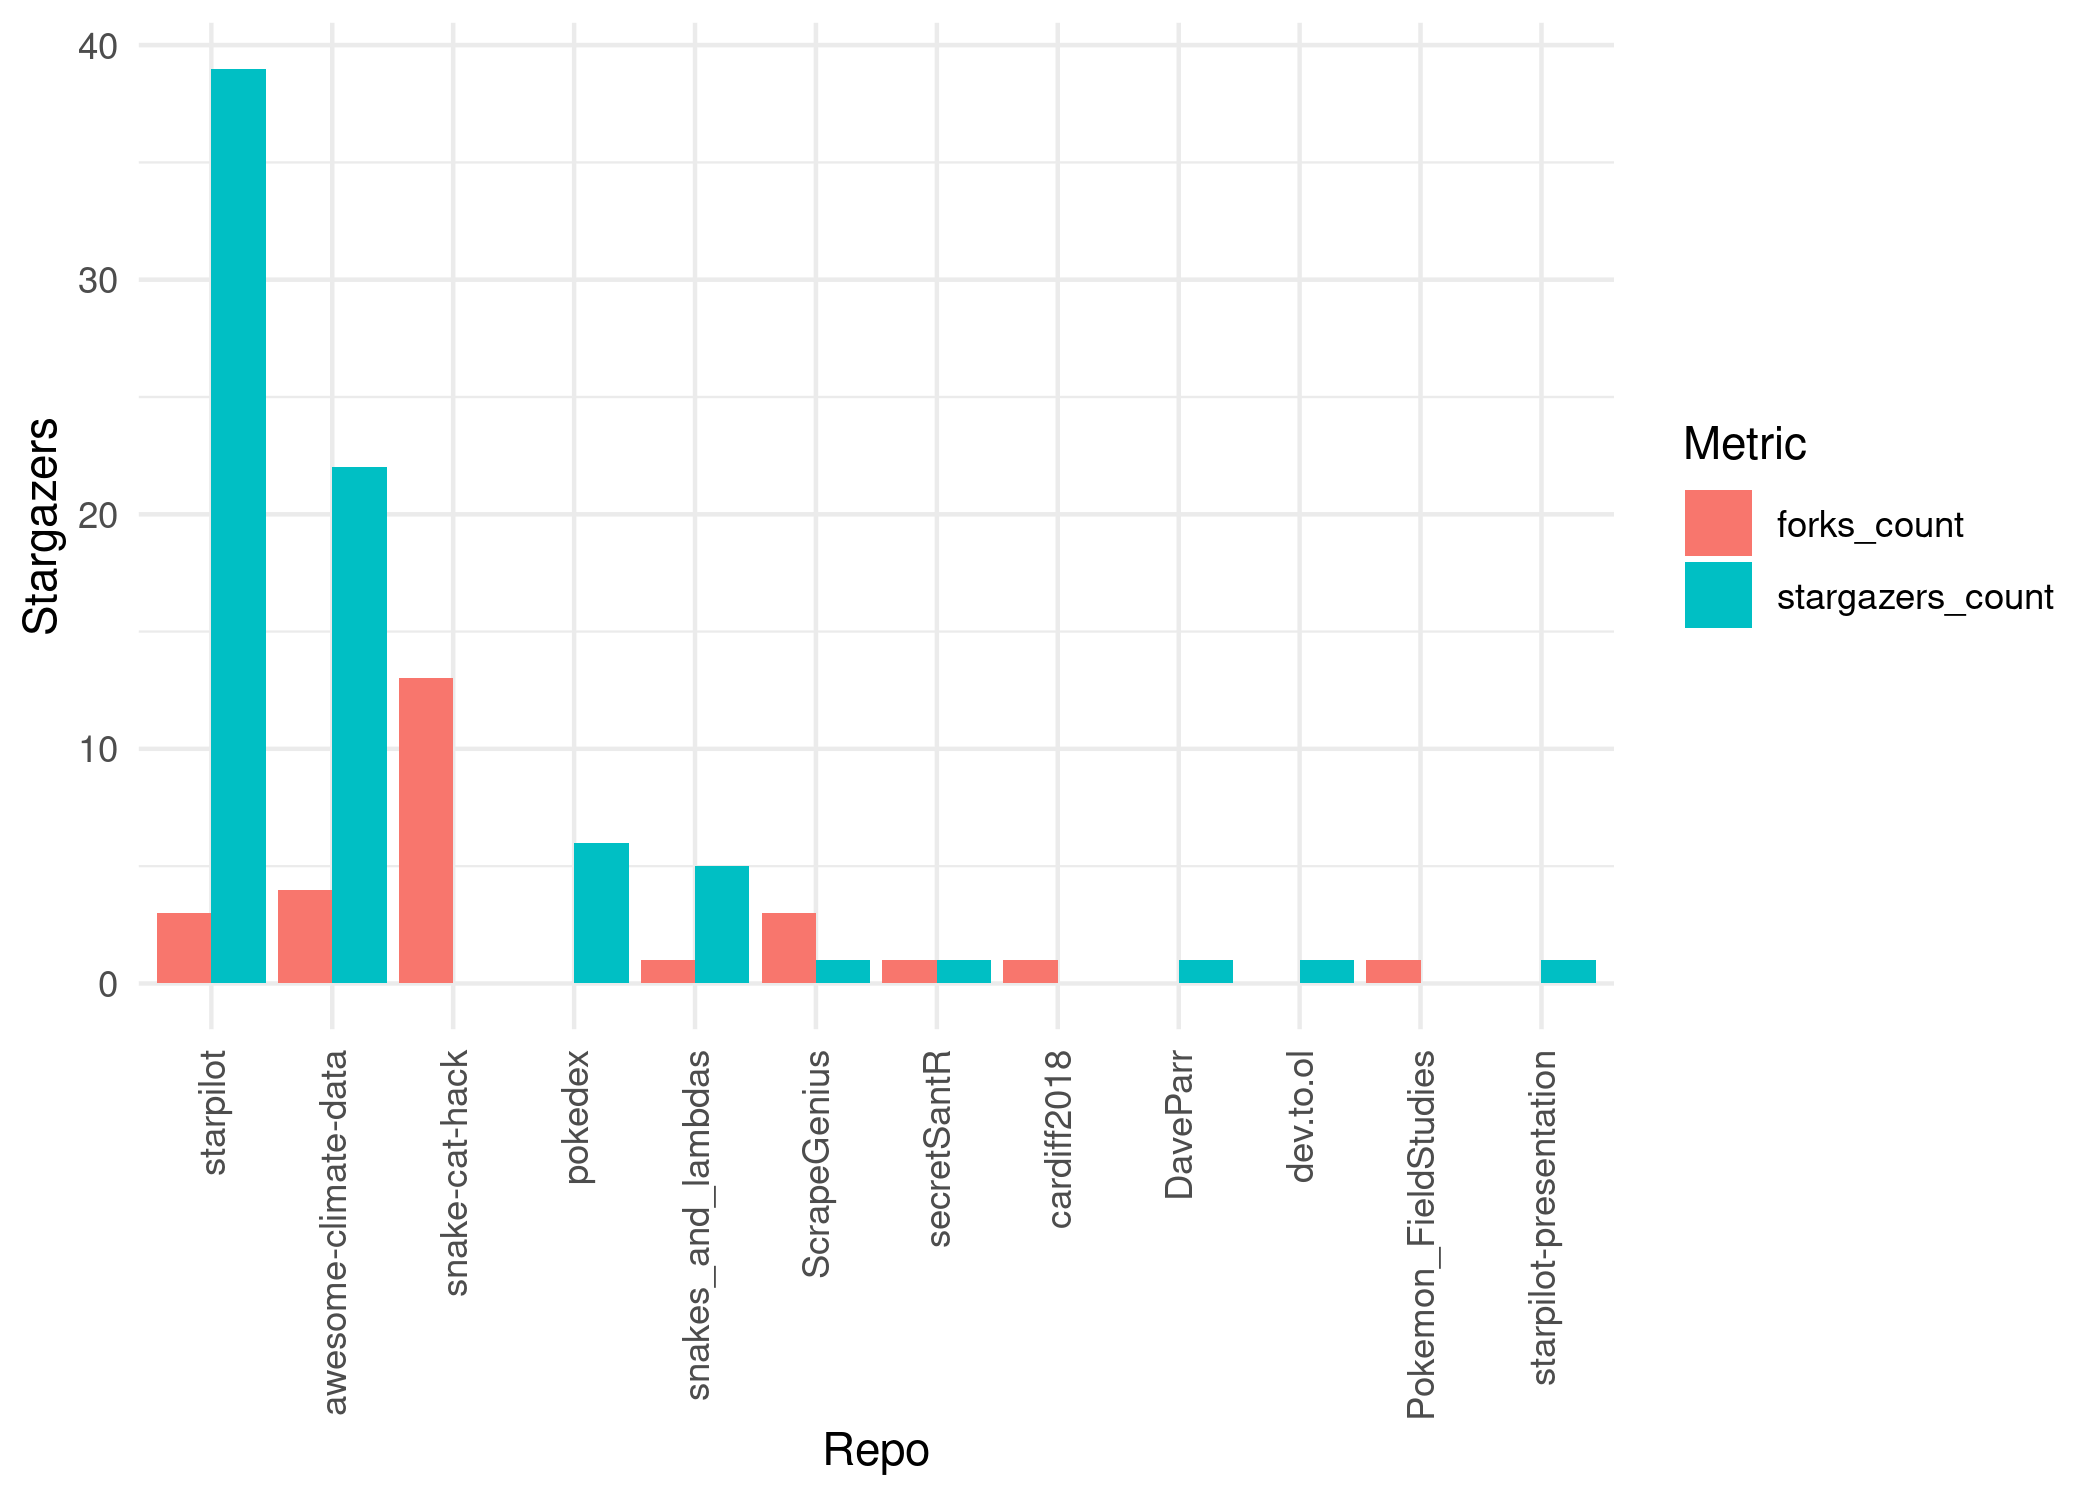 Stargazers
40
30
20
10
0
starpilot
awesome-climate-data
snake-cat-hack
pokedex
snakes_and_lambdas
ScrapeGenius
secretSantR
cardiff2018
DaveParr
dev.to.ol
Pokemon_FieldStudies
starpilot-presentation
Repo
Metric
forks_count
stargazers_count